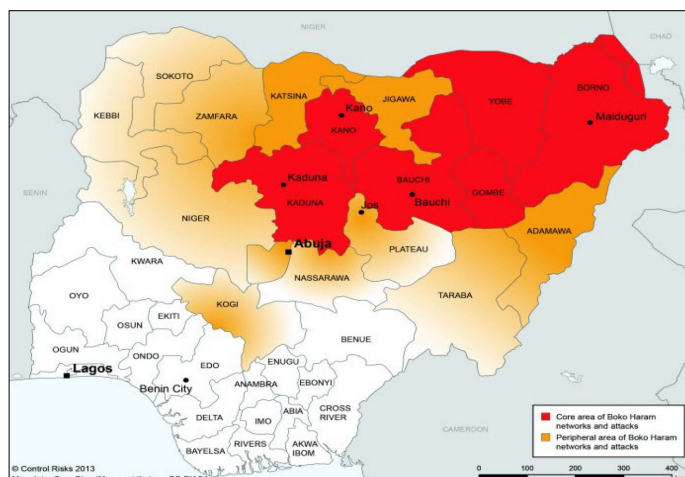 NIGER
CHAD
SOKOTO
KATSINA
JIGAWA
YOBE
BORNO
KEBBI
ZAMFARA
Kano
KANO
Maiduguri
Kaduna
KADUNA
BAUCHI
Bauchi
GOMBE
BENIN
NIGER
Jos
ADAMAWA
Abuja
PLATEAU
KWARA
NASSARAWA
TARABA
OYO
KOGI
EKITI
OSUN
BENUE
OGUN
ONDO
EDO
ENUGU
Lagos
Benin City
ANAMBRA
EBONYI
DELTA
IMO
ABIA
CROSS
RIVER
BAYELSA
RIVERS
AKWA
IBOM
CAMEROON
Core area of Boko Haram
networks and attacks
Peripheral area of Boko Haram
networks and attacks
© Control Risks 2013
0 100 200 300 400